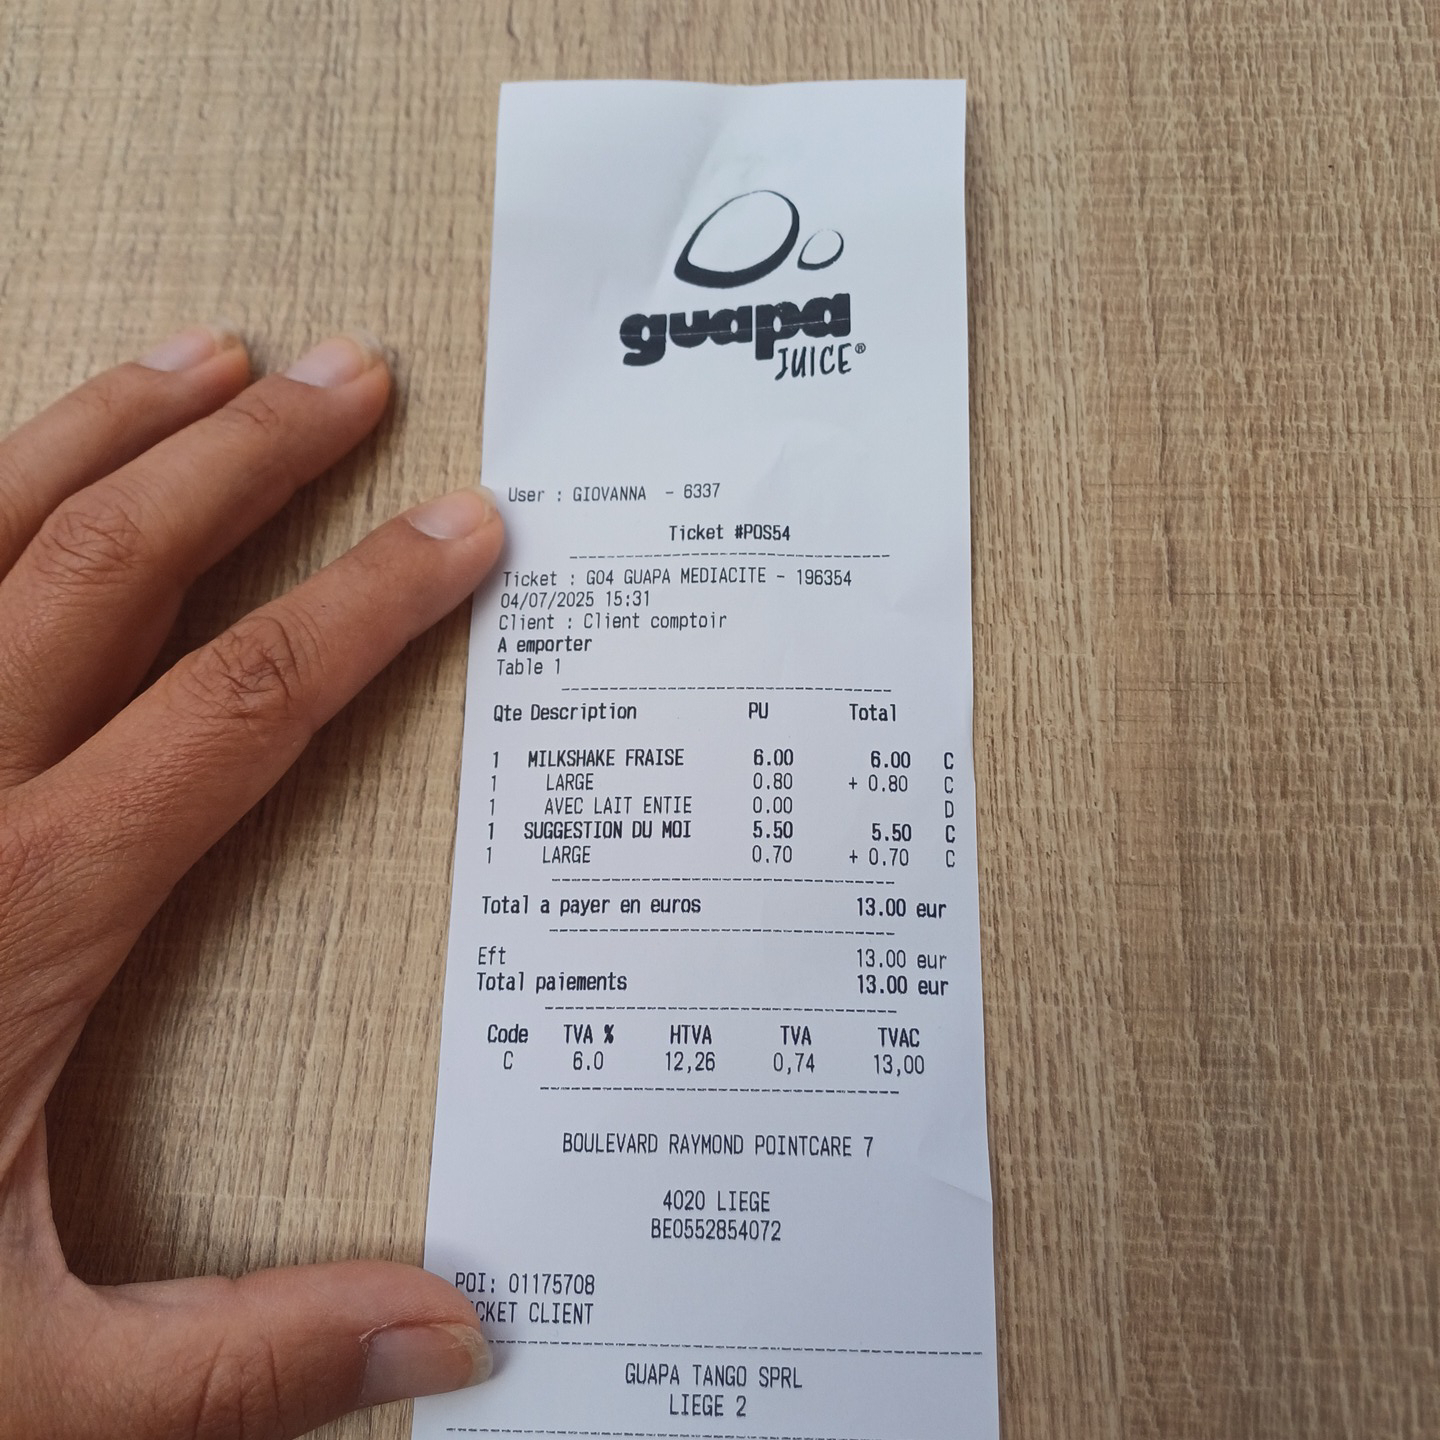 guapa
JUICE®
User : GIOVANNA - 6337
Ticket #POS54
Ticket : GO4 GUAPA MEDIACITE - 196354
04/07/2025 15:31
Client : Client comptoir
A emporter
Table 1
Qte Description PU Total
1 MILKSHAKE FRAISE 6.00 6.00 C
1 LARGE 0.80 + 0.80 C
1 AVEC LAIT ENTIE 0.00 D
1 SUGGESTION DU MOI 5.50 5.50 C
1 LARGE 0.70 + 0.70 C
Total a payer en euros 13.00 eur
Eft 13.00 eur
Total paiements 13.00 eur
Code TVA % HTVA TVA TVAC
C 6.0 12,26 0,74 13,00
BOULEVARD RAYMOND POINTCARE 7
4020 LIEGE
BE0552854072
POI: 01175708
CKET CLIENT
GUAPA TANGO SPRL
LIEGE 2